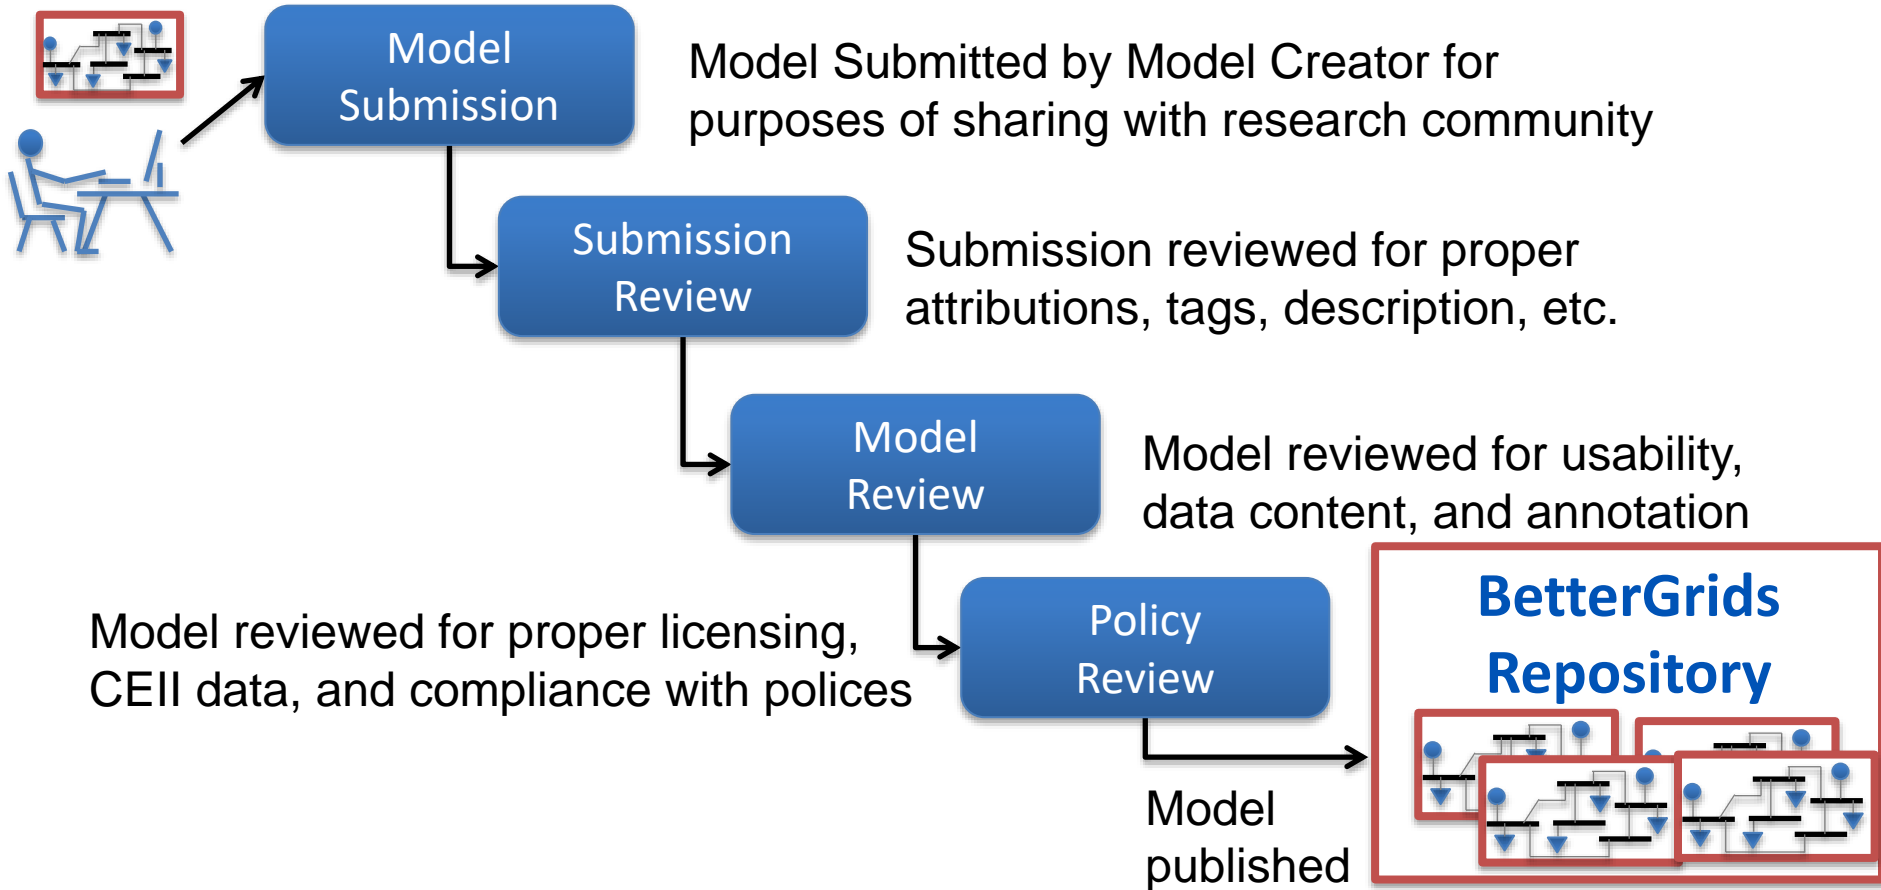 Model
Submission
Model Submitted by Model Creator for
purposes of sharing with research community
Submission
Review
Submission reviewed for proper
attributions, tags, description, etc.
Model
Review
Model reviewed for usability,
data content, and annotation
Policy
Review
Model reviewed for proper licensing,
CEII data, and compliance with polices
BetterGrids
Repository
Model
published